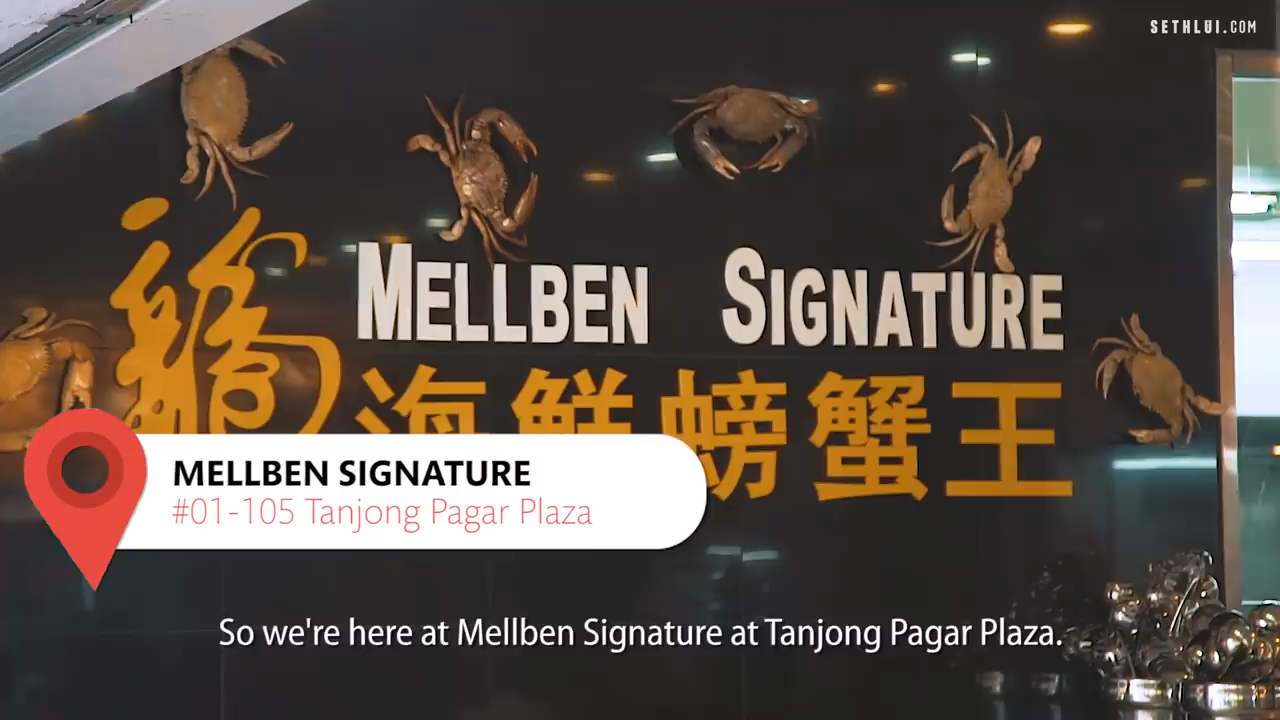 SETHLUI.COM
MELLBEN SIGNATURE
海鮮螃蟹王
MELLBEN SIGNATURE
#01-105 Tanjong Pagar Plaza
So we're here at Mellben Signature at Tanjong Pagar Plaza.